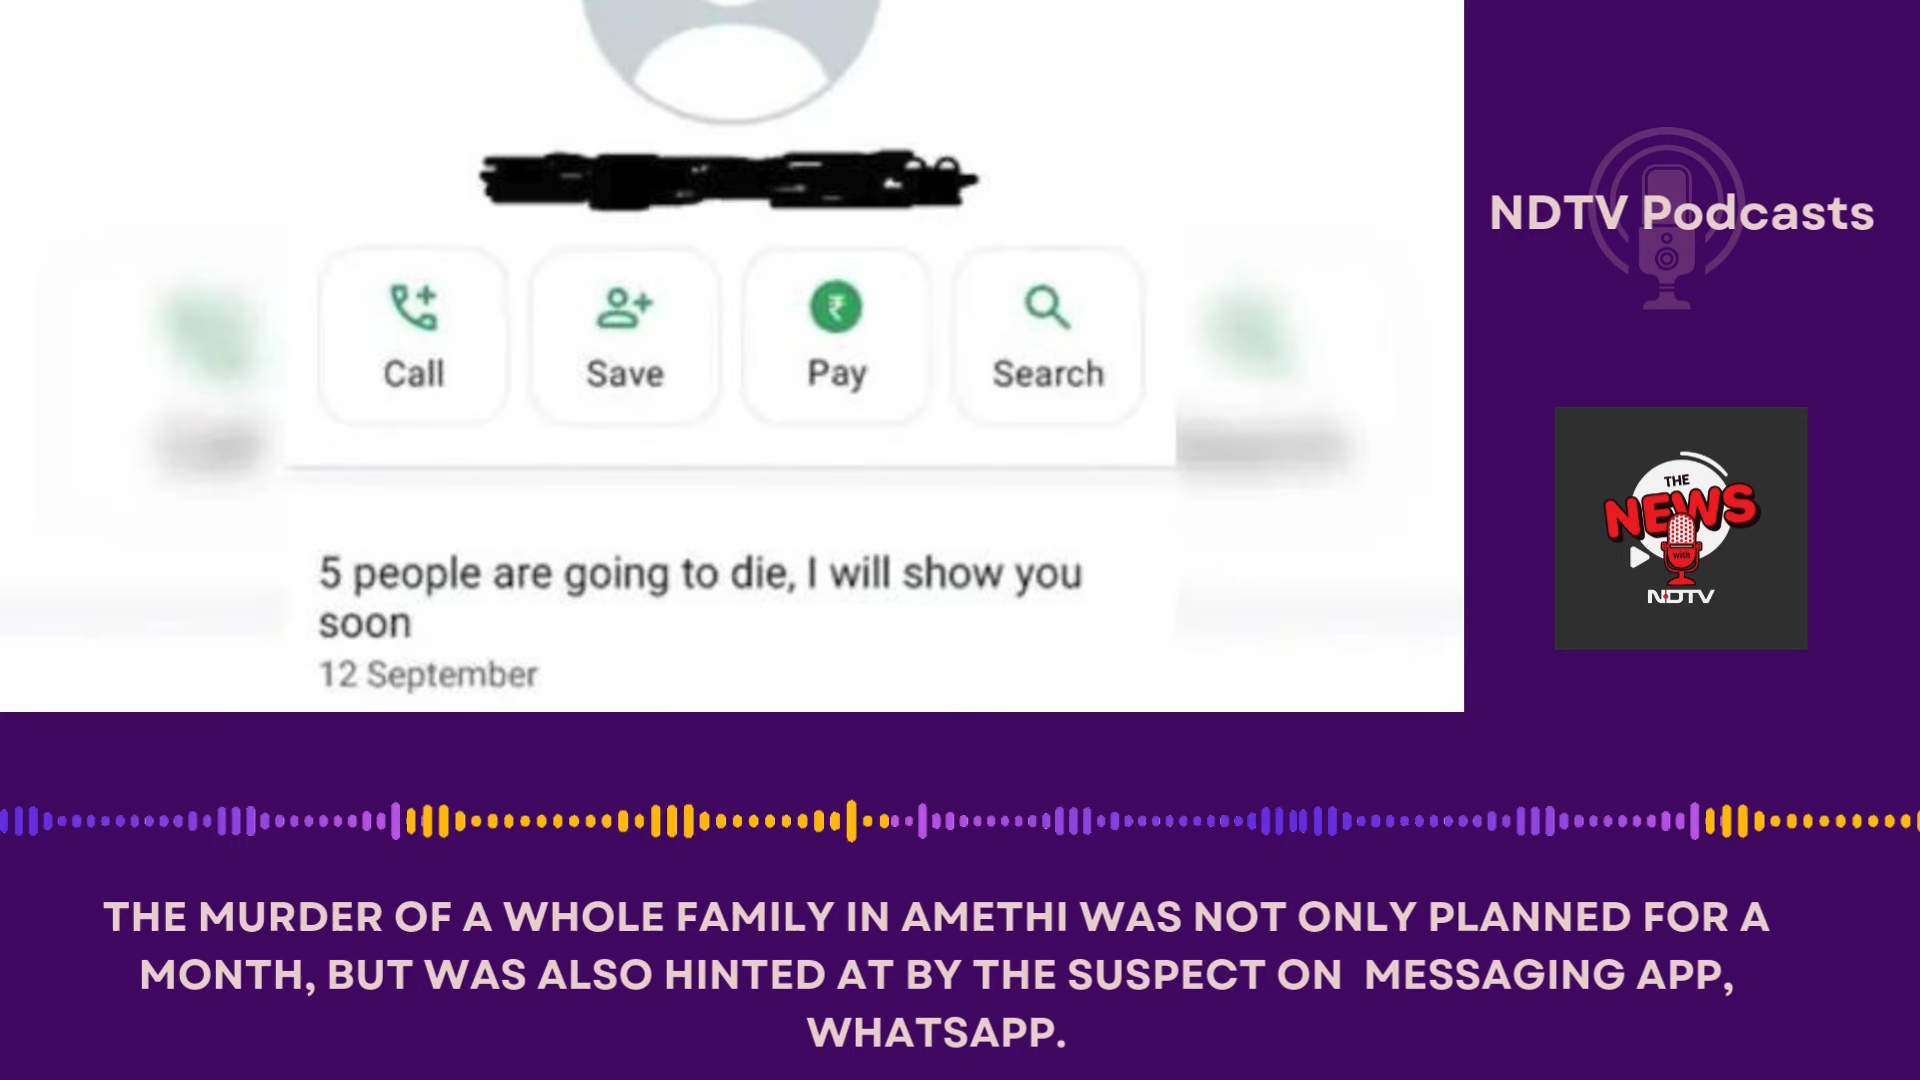 NDTV Podcasts
Call
Save
Pay
Search
THE
NEWS
with
NDTV
5 people are going to die, I will show you
soon
12 September
THE MURDER OF A WHOLE FAMILY IN AMETHI WAS NOT ONLY PLANNED FOR A
MONTH, BUT WAS ALSO HINTED AT BY THE SUSPECT ON MESSAGING APP,
WHATSAPP.